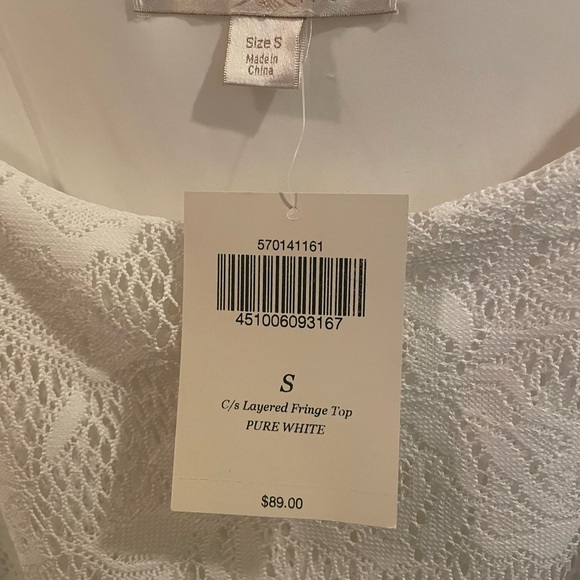 Size S
Made in
China
570141161
451006093167
S
C/s Layered Fringe Top
PURE WHITE
$89.00